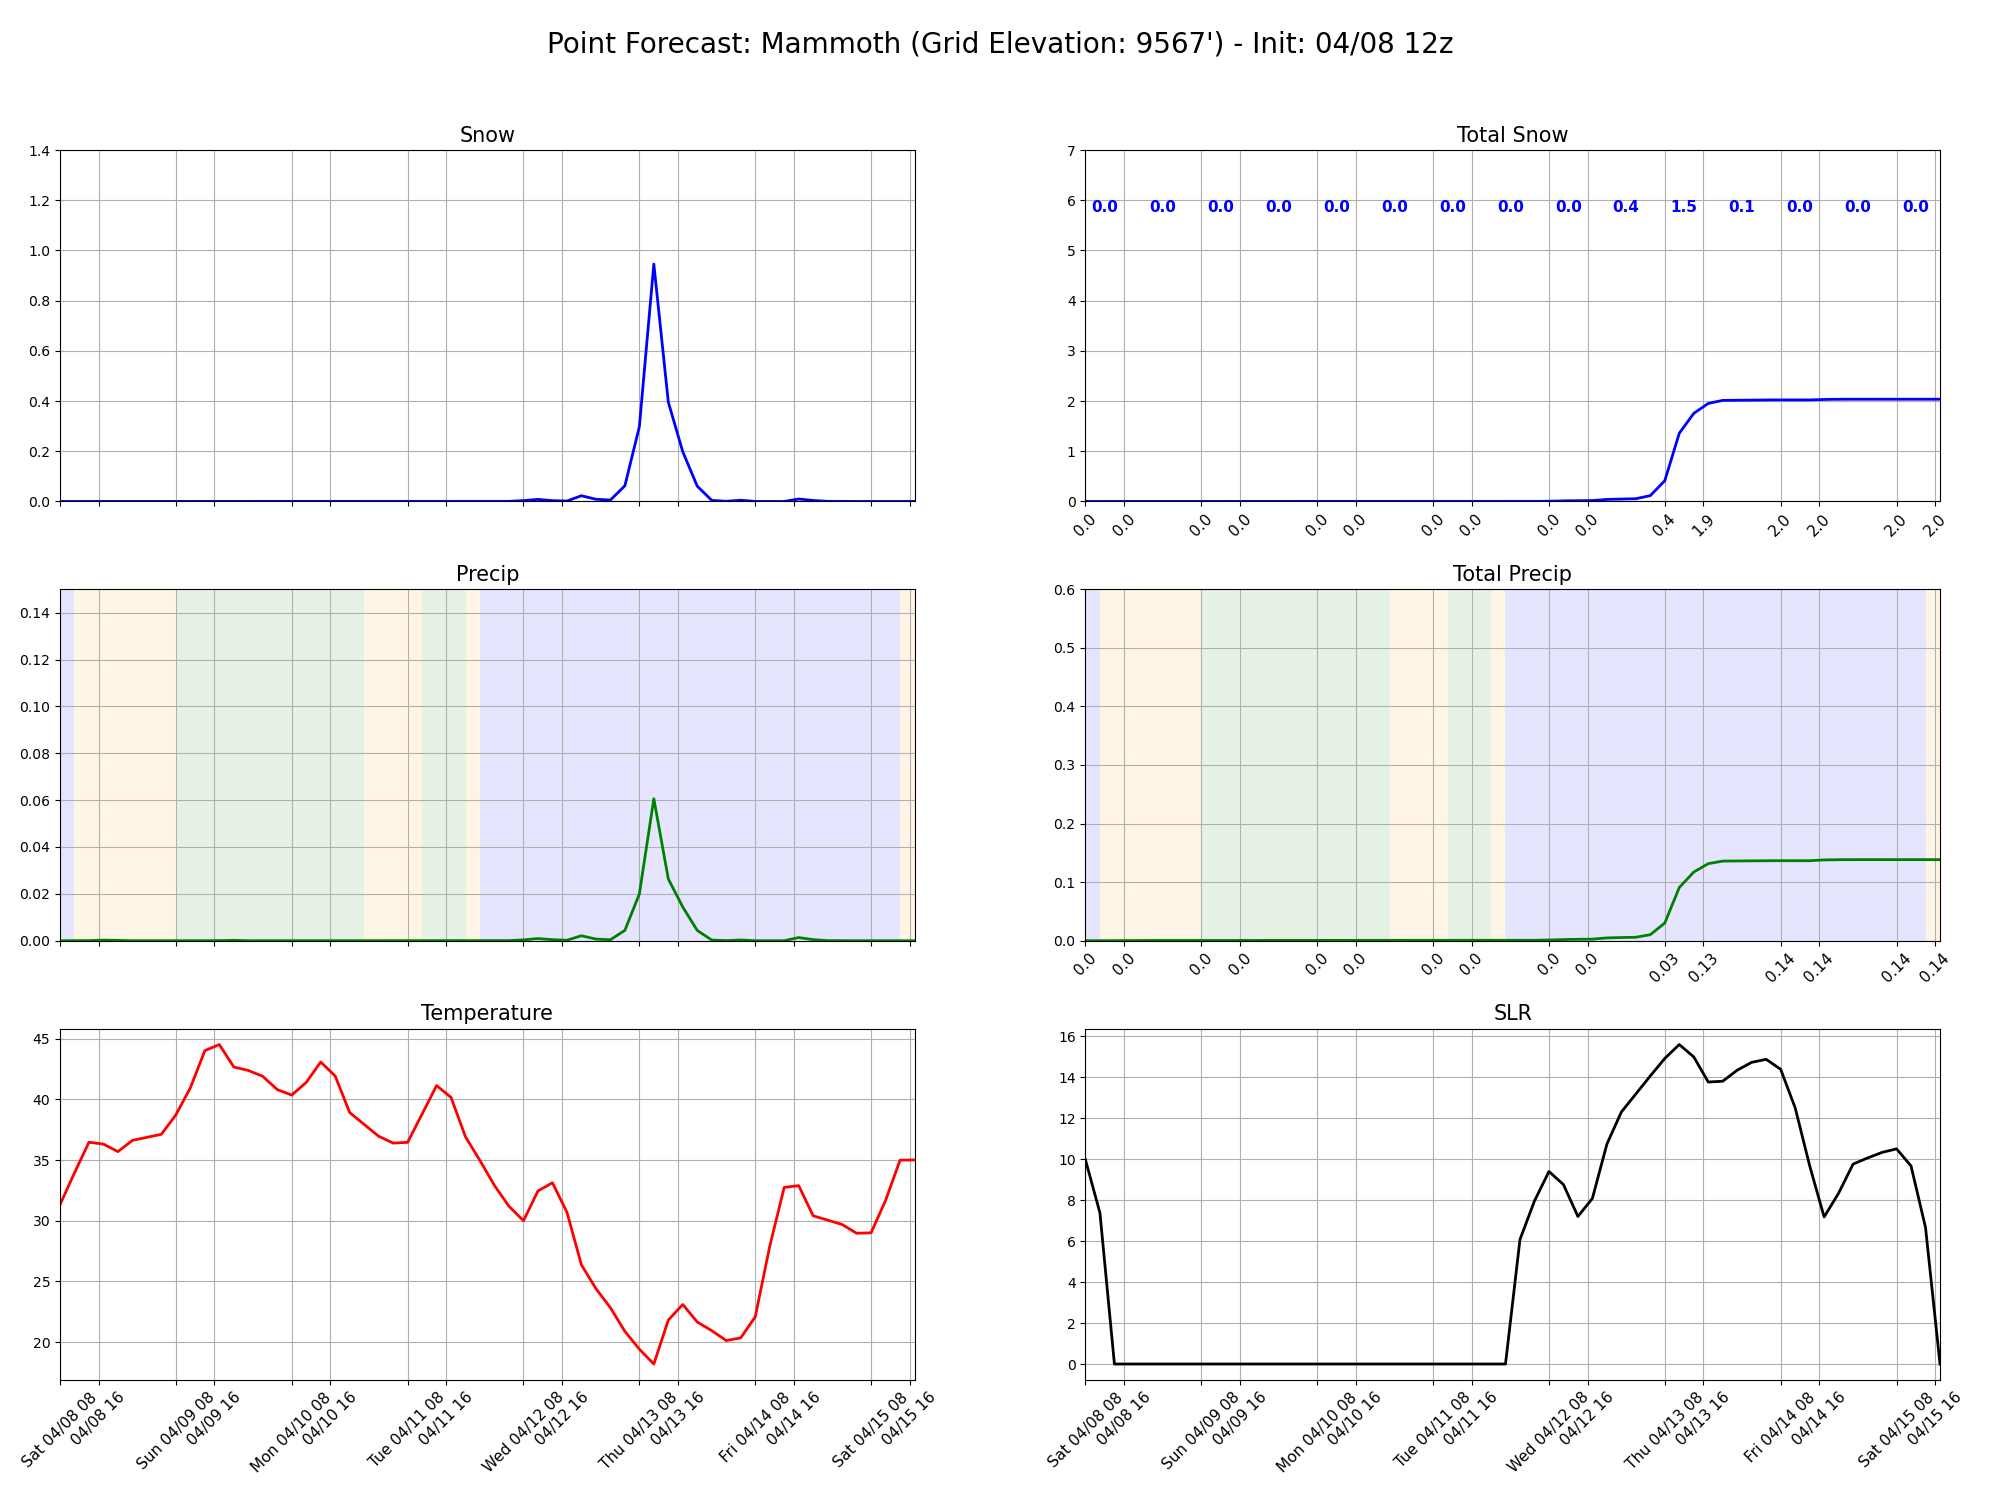 Point Forecast: Mammoth (Grid Elevation: 9567') - Init: 04/08 12z
Snow
1.4
1.2
1.0
0.8
0.6
0.4
0.2
0.0
Total Snow
7
6
5
4
3
2
1
0
0.0 0.0 0.0 0.0 0.0 0.0 0.0 0.0 0.0 0.4 1.5 0.1 0.0 0.0 0.0
0.0 0.0 0.0 0.0 0.0 0.0 0.0 0.0 0.0 0.0 0.4 1.9 2.0 2.0 2.0 2.0
Precip
0.14
0.12
0.10
0.08
0.06
0.04
0.02
0.00
Total Precip
0.6
0.5
0.4
0.3
0.2
0.1
0.0
0.0 0.0 0.0 0.0 0.0 0.0 0.0 0.0 0.0 0.0 0.03 0.13 0.14 0.14 0.14 0.14
Temperature
45
40
35
30
25
20
Sat 04/08 08
04/08 16
Sun 04/09 08
04/09 16
Mon 04/10 08
04/10 16
Tue 04/11 08
04/11 16
Wed 04/12 08
04/12 16
Thu 04/13 08
04/13 16
Fri 04/14 08
04/14 16
Sat 04/15 08
04/15 16
SLR
16
14
12
10
8
6
4
2
0
Sat 04/08 08
04/08 16
Sun 04/09 08
04/09 16
Mon 04/10 08
04/10 16
Tue 04/11 08
04/11 16
Wed 04/12 08
04/12 16
Thu 04/13 08
04/13 16
Fri 04/14 08
04/14 16
Sat 04/15 08
04/15 16